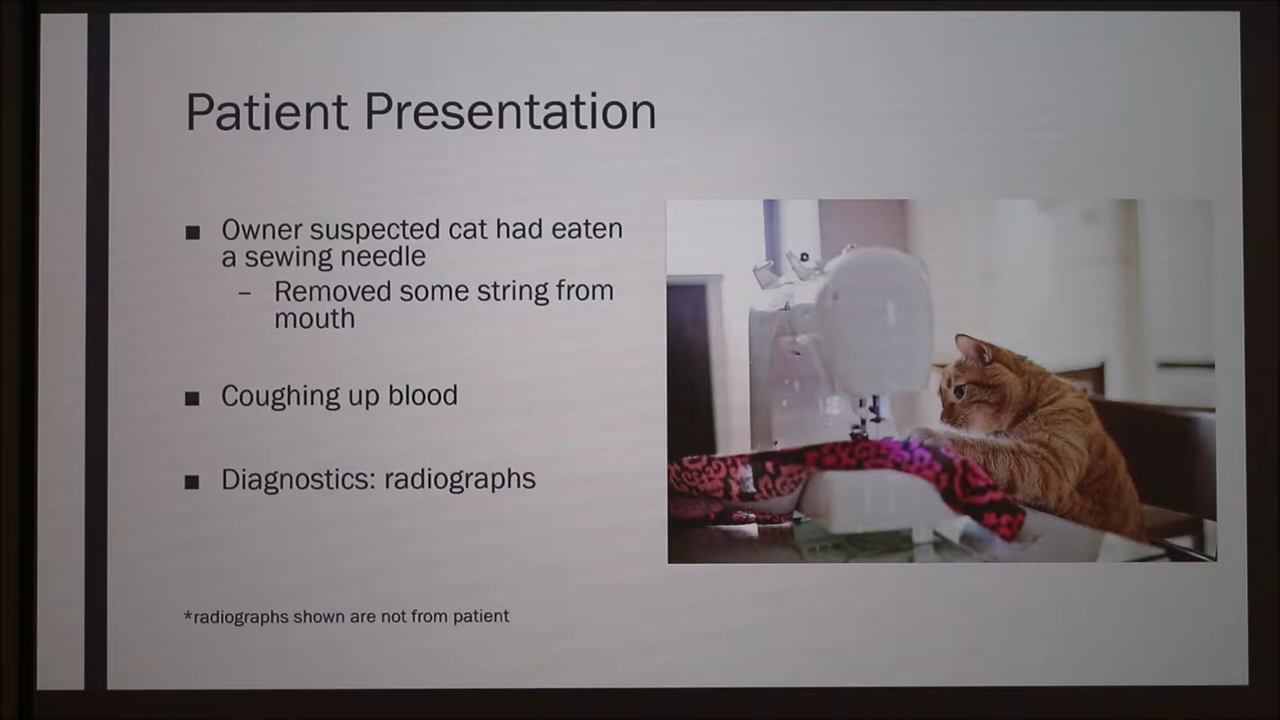 Patient Presentation
■ Owner suspected cat had eaten
a sewing needle
– Removed some string from
mouth
■ Coughing up blood
■ Diagnostics: radiographs
*radiographs shown are not from patient